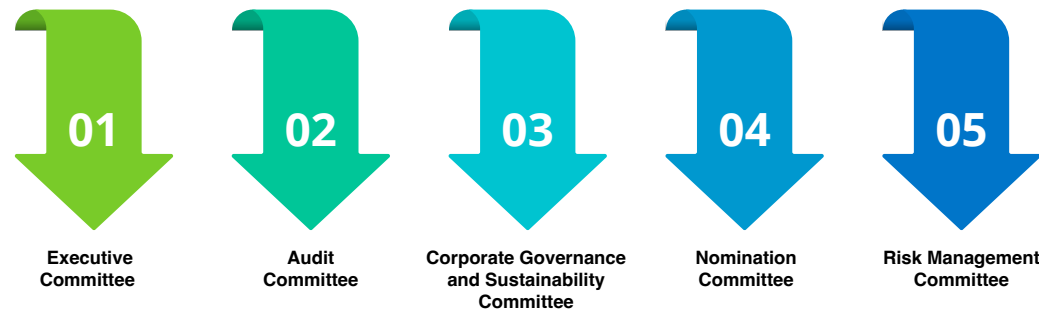 01
02
03
04
05
Executive
Committee
Audit
Committee
Corporate Governance
and Sustainability
Committee
Nomination
Committee
Risk Management
Committee